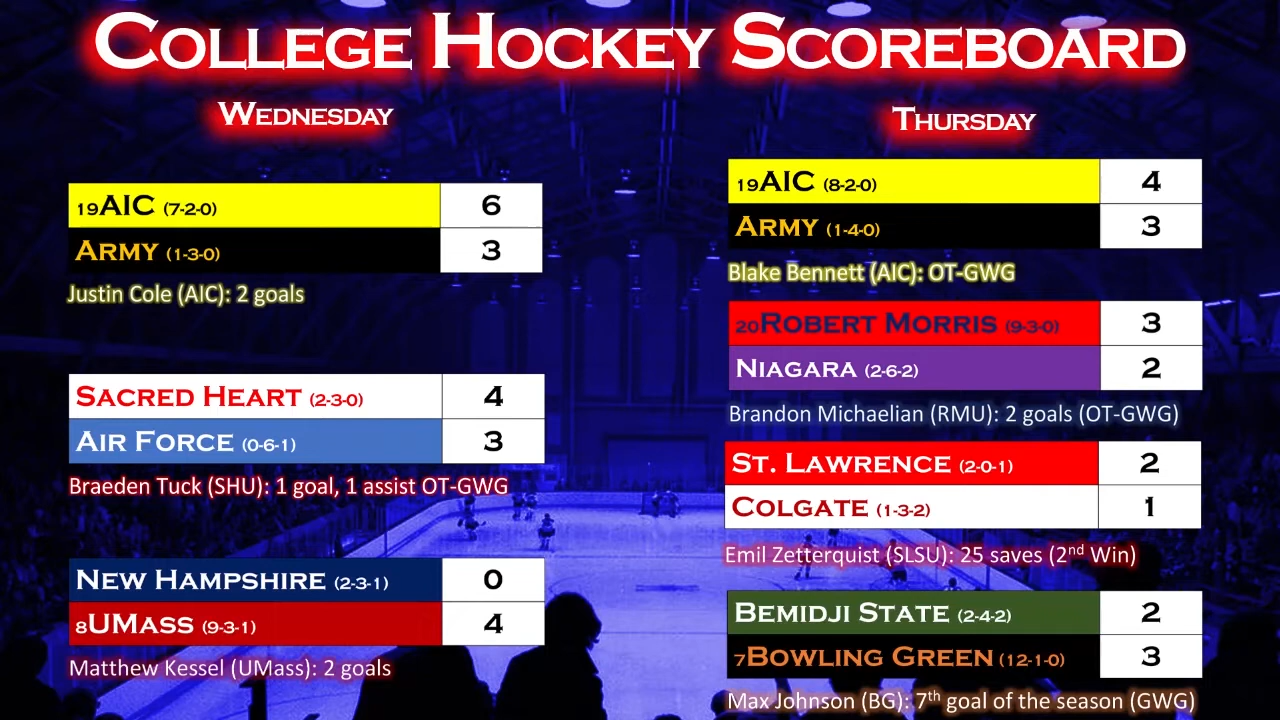 COLLEGE HOCKEY SCOREBOARD
WEDNESDAY
19AIC (7-2-0) 6
ARMY (1-3-0) 3
Justin Cole (AIC): 2 goals
SACRED HEART (2-3-0) 4
AIR FORCE (0-6-1) 3
Braeden Tuck (SHU): 1 goal, 1 assist OT-GWG
NEW HAMPSHIRE (2-3-1) 0
8UMASS (9-3-1) 4
Matthew Kessel (UMass): 2 goals
THURSDAY
19AIC (8-2-0) 4
ARMY (1-4-0) 3
Blake Bennett (AIC): OT-GWG
20ROBERT MORRIS (9-3-0) 3
NIAGARA (2-6-2) 2
Brandon Michaelian (RMU): 2 goals (OT-GWG)
ST. LAWRENCE (2-0-1) 2
COLGATE (1-3-2) 1
Emil Zetterquist (SLSU): 25 saves (2nd Win)
BEMIDJI STATE (2-4-2) 2
7BOWLING GREEN (12-1-0) 3
Max Johnson (BG): 7th goal of the season (GWG)